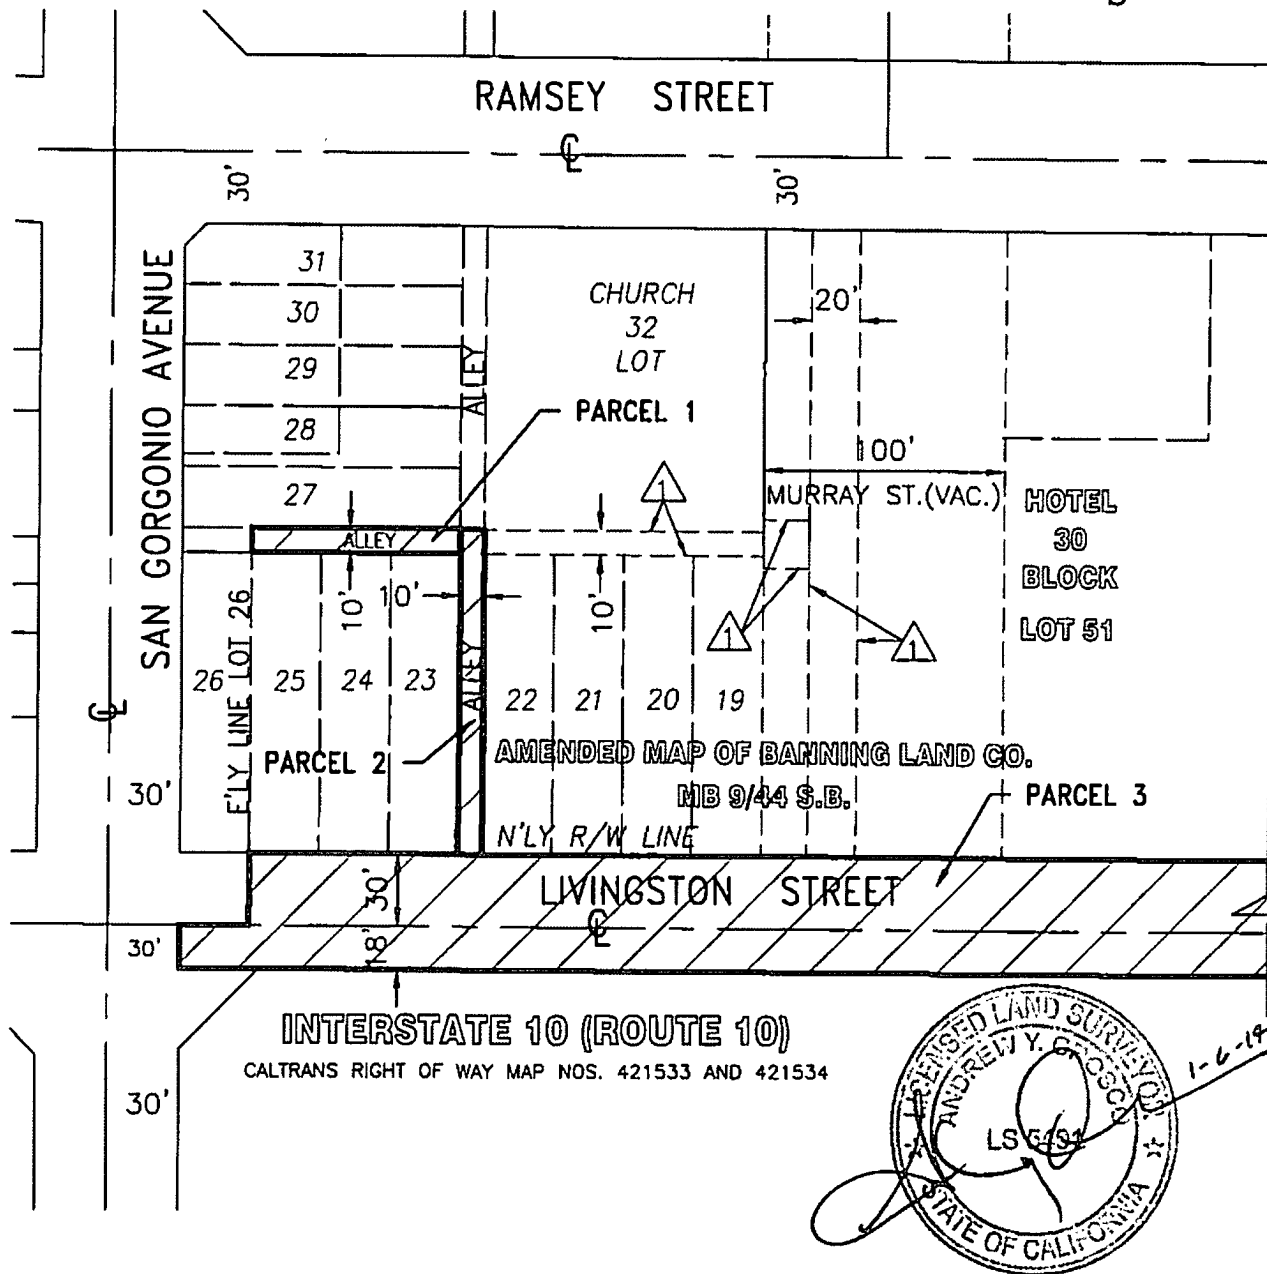 RAMSEY STREET
℄
30'
30'
SAN GORGONIO AVENUE
31
30
29
28
27
ALLEY
CHURCH
32
LOT
20'
PARCEL 1
100'
1
MURRAY ST.(VAC.)
HOTEL
30
BLOCK
LOT 51
ALLEY
10'
10'
10'
1
1
26
E'LY LINE LOT 26
25
24
23
ALLEY
22
21
20
19
℄
PARCEL 2
AMENDED MAP OF BANNING LAND CO.
MB 9/44 S.B.
30'
PARCEL 3
N'LY R/W LINE
30'
LIVINGSTON STREET
℄
30'
18'
INTERSTATE 10 (ROUTE 10)
CALTRANS RIGHT OF WAY MAP NOS. 421533 AND 421534
30'
LICENSED LAND SURVEYOR
ANDREW Y.
LS
STATE OF CALIFORNIA